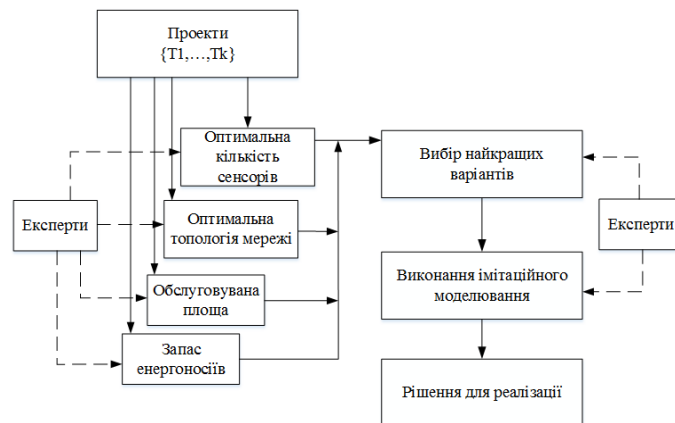 Проекти
{T1,…,Tk}
Оптимальна
кількість
сенсорів
Вибір найкращих
варіантів
Експерти
Оптимальна
топологія мережі
Експерти
Виконання імітаційного
моделювання
Обслуговувана
площа
Запас
енергоносіїв
Рішення для реалізації